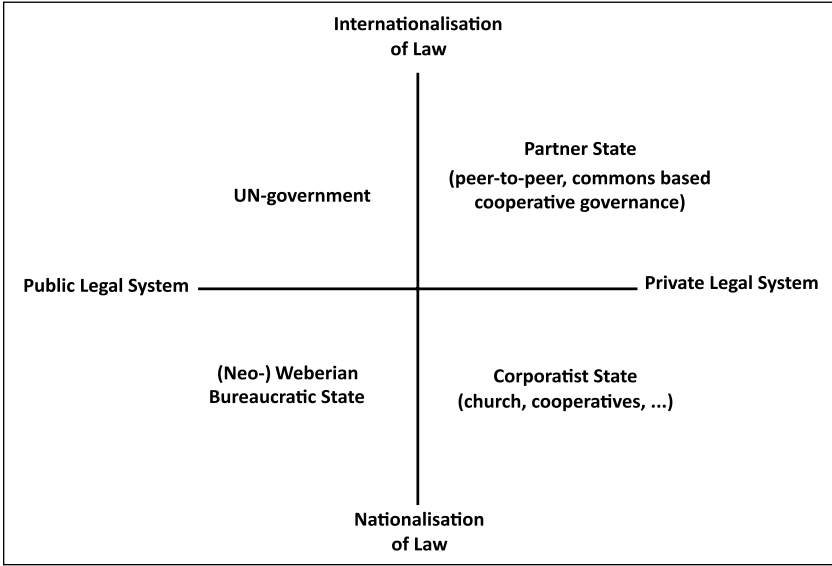 Internationalisation
of Law
Partner State
(peer-to-peer, commons based
cooperative governance)
UN-government
Public Legal System
Private Legal System
(Neo-) Weberian
Bureaucratic State
Corporatist State
(church, cooperatives, ...)
Nationalisation
of Law